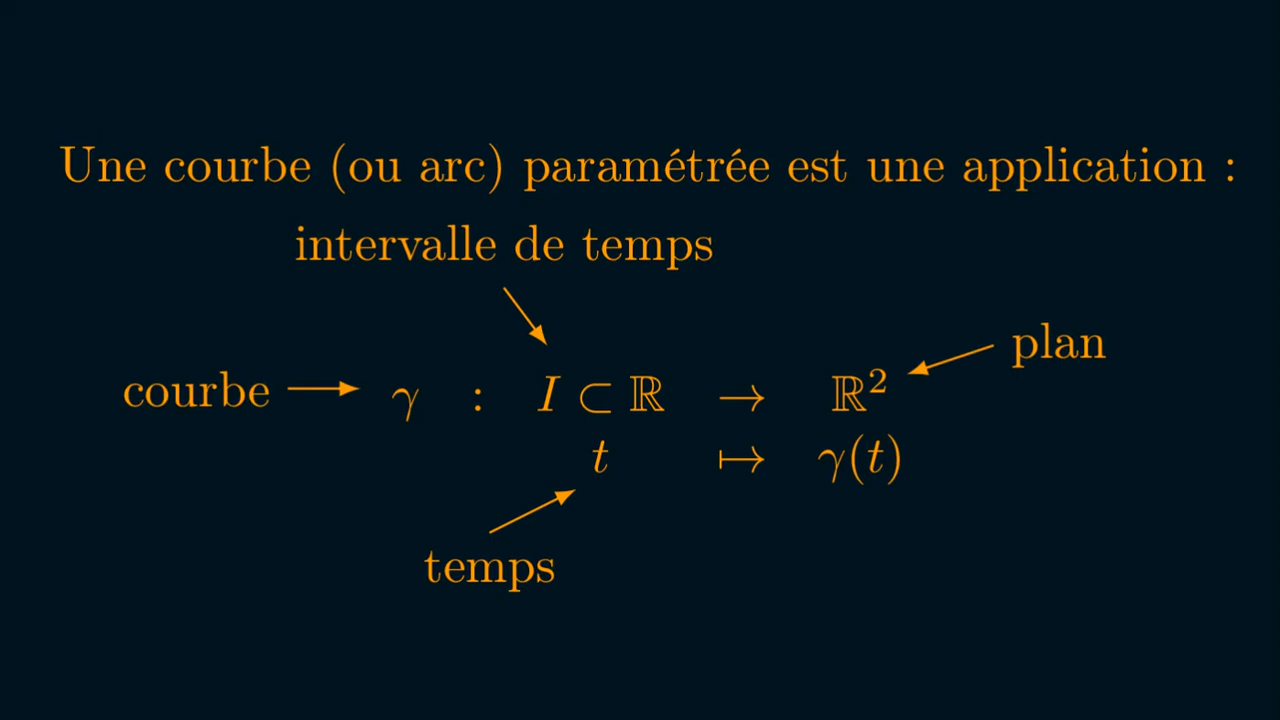 Une courbe (ou arc) paramétrée est une application :
intervalle de temps
plan
courbe γ : I ⊂ ℝ → ℝ²
t ↦ γ(t)
temps